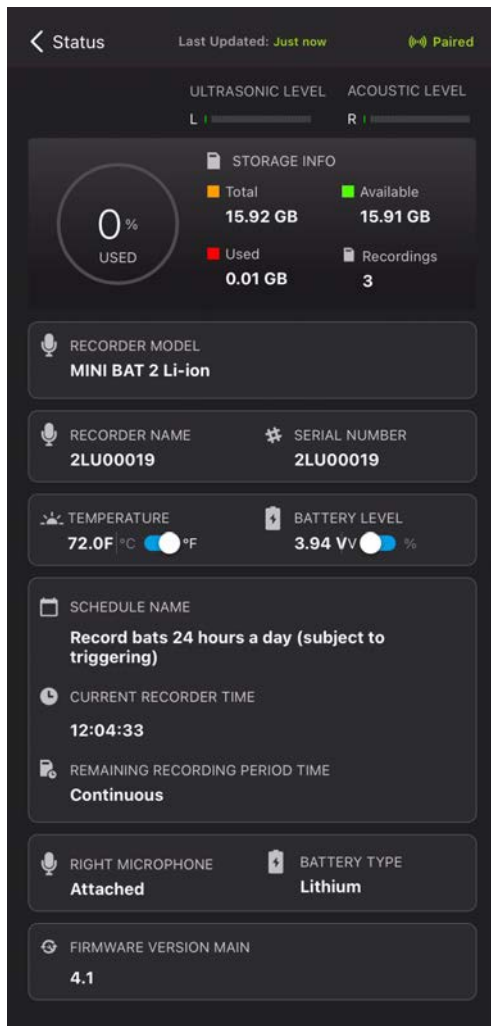 Status
Last Updated: Just now
Paired
ULTRASONIC LEVEL ACOUSTIC LEVEL
L R
STORAGE INFO
Total Available
15.92 GB 15.91 GB
0 %
USED
Used Recordings
0.01 GB 3
RECORDER MODEL
MINI BAT 2 Li-ion
RECORDER NAME SERIAL NUMBER
2LU00019 2LU00019
TEMPERATURE BATTERY LEVEL
72.0F °C °F 3.94 V V %
SCHEDULE NAME
Record bats 24 hours a day (subject to
triggering)
CURRENT RECORDER TIME
12:04:33
REMAINING RECORDING PERIOD TIME
Continuous
RIGHT MICROPHONE BATTERY TYPE
Attached Lithium
FIRMWARE VERSION MAIN
4.1